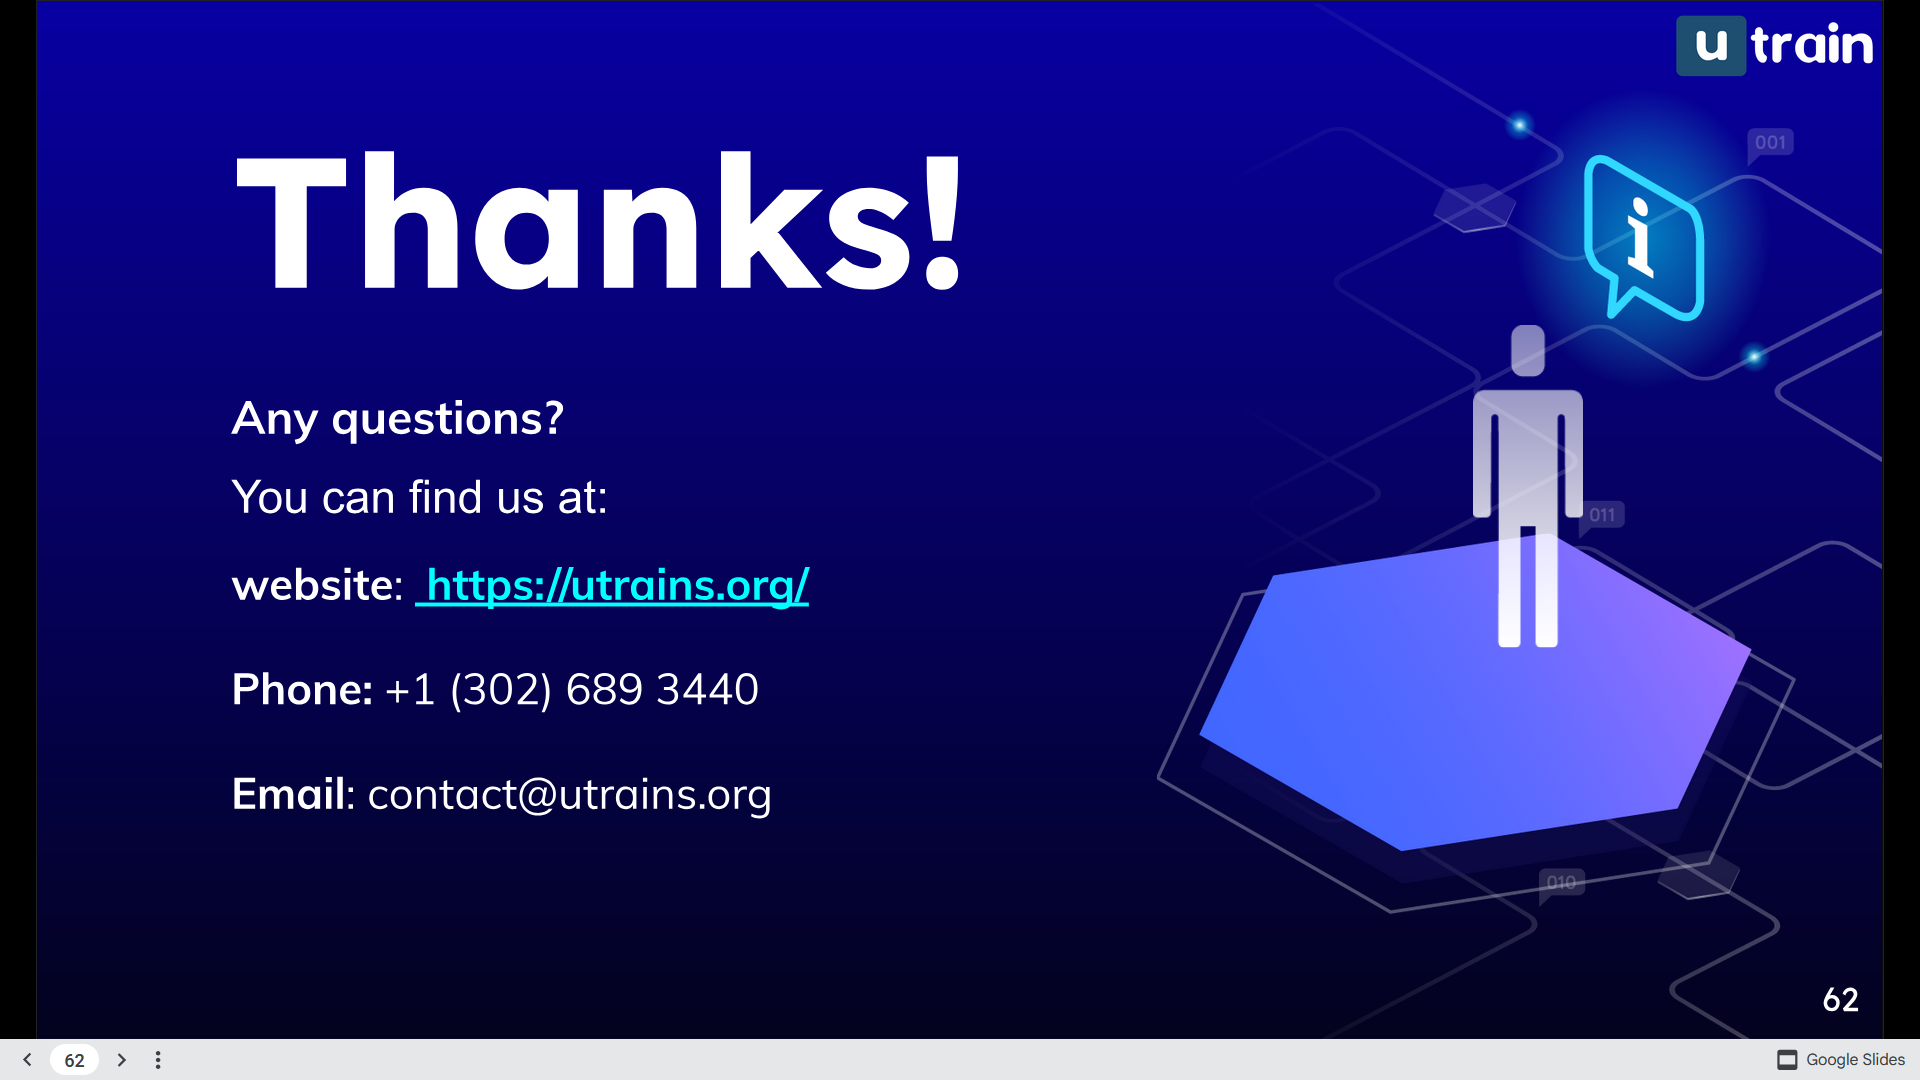 u train
001
Thanks!
Any questions?
You can find us at:
011
website: https://utrains.org/
Phone: +1 (302) 689 3440
Email: contact@utrains.org
010
62
62
Google Slides